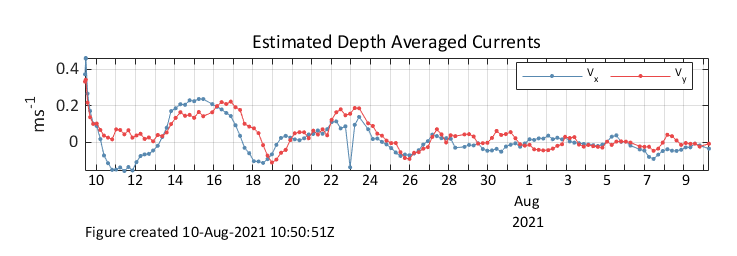 Estimated Depth Averaged Currents
Vx
Vy
ms-1
0.4
0.2
0
10 12 14 16 18 20 22 24 26 28 30 1 3 5 7 9
Aug
2021
Figure created 10-Aug-2021 10:50:51Z